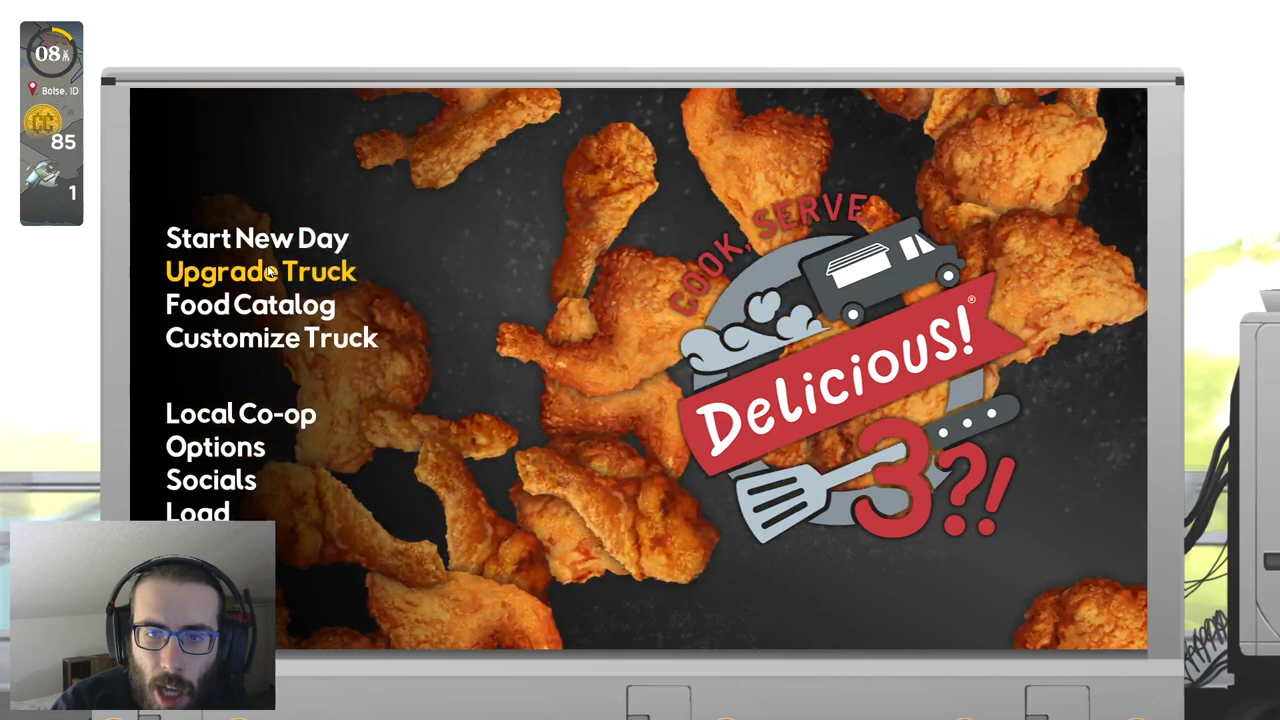 08
Boise, ID
CC
85
1
Start New Day
Upgrade Truck
Food Catalog
Customize Truck
Local Co-op
Options
Socials
Load
COOK, SERVE
Delicious!®
3?!